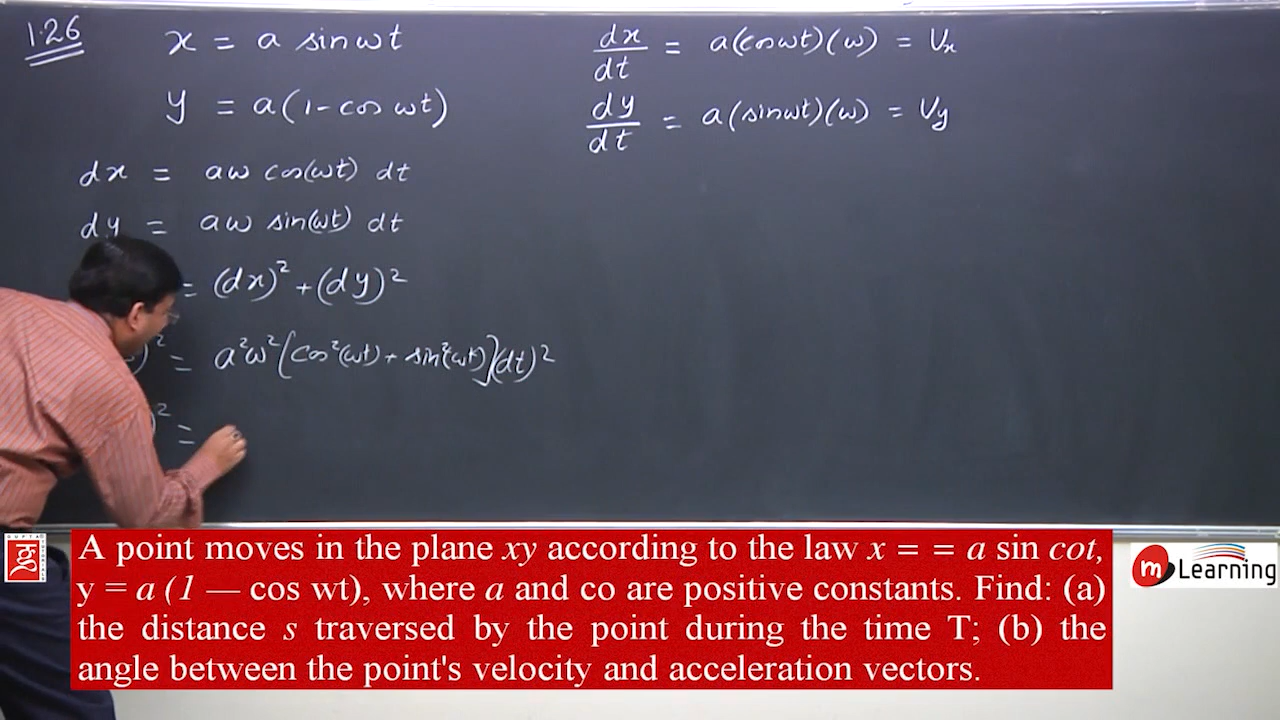 1.26
x = a sin ωt
y = a(1 - cos ωt)
dx = aω cos(ωt) dt
dy = aω sin(ωt) dt
= (dx)² + (dy)²
)² = a²ω² [cos²(ωt) + sin²(ωt)] (dt)²
)² =
dx/dt = a(cos ωt)(ω) = Vx
dy/dt = a(sin ωt)(ω) = Vy
GUPTA
A point moves in the plane xy according to the law x = = a sin cot,
y = a (1 — cos wt), where a and co are positive constants. Find: (a)
the distance s traversed by the point during the time T; (b) the
angle between the point's velocity and acceleration vectors.
m Learning